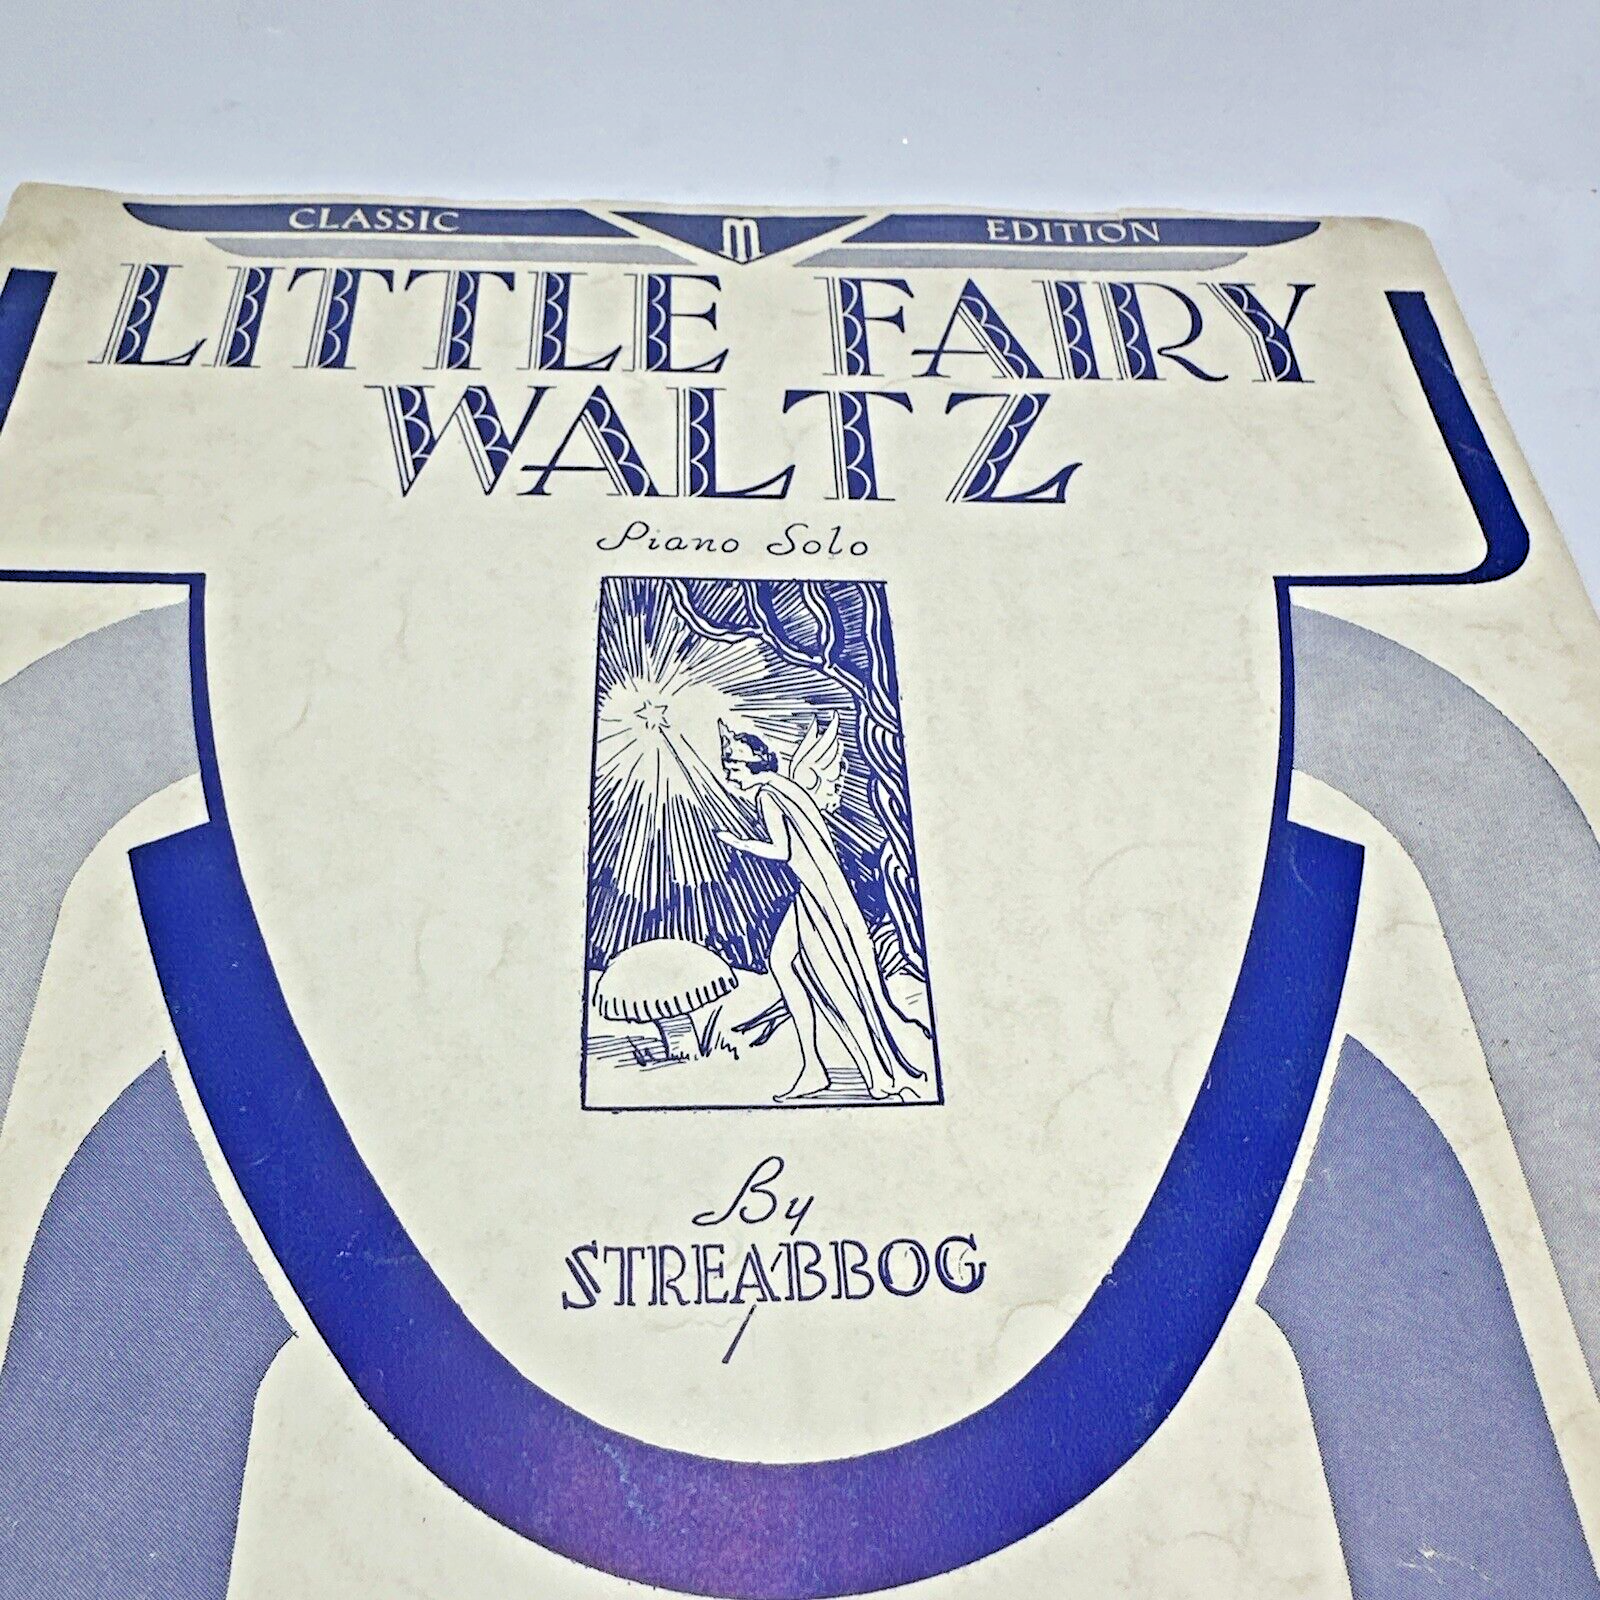 CLASSIC M EDITION
LITTLE FAIRY
WALTZ
Piano Solo
By
STREABBOG